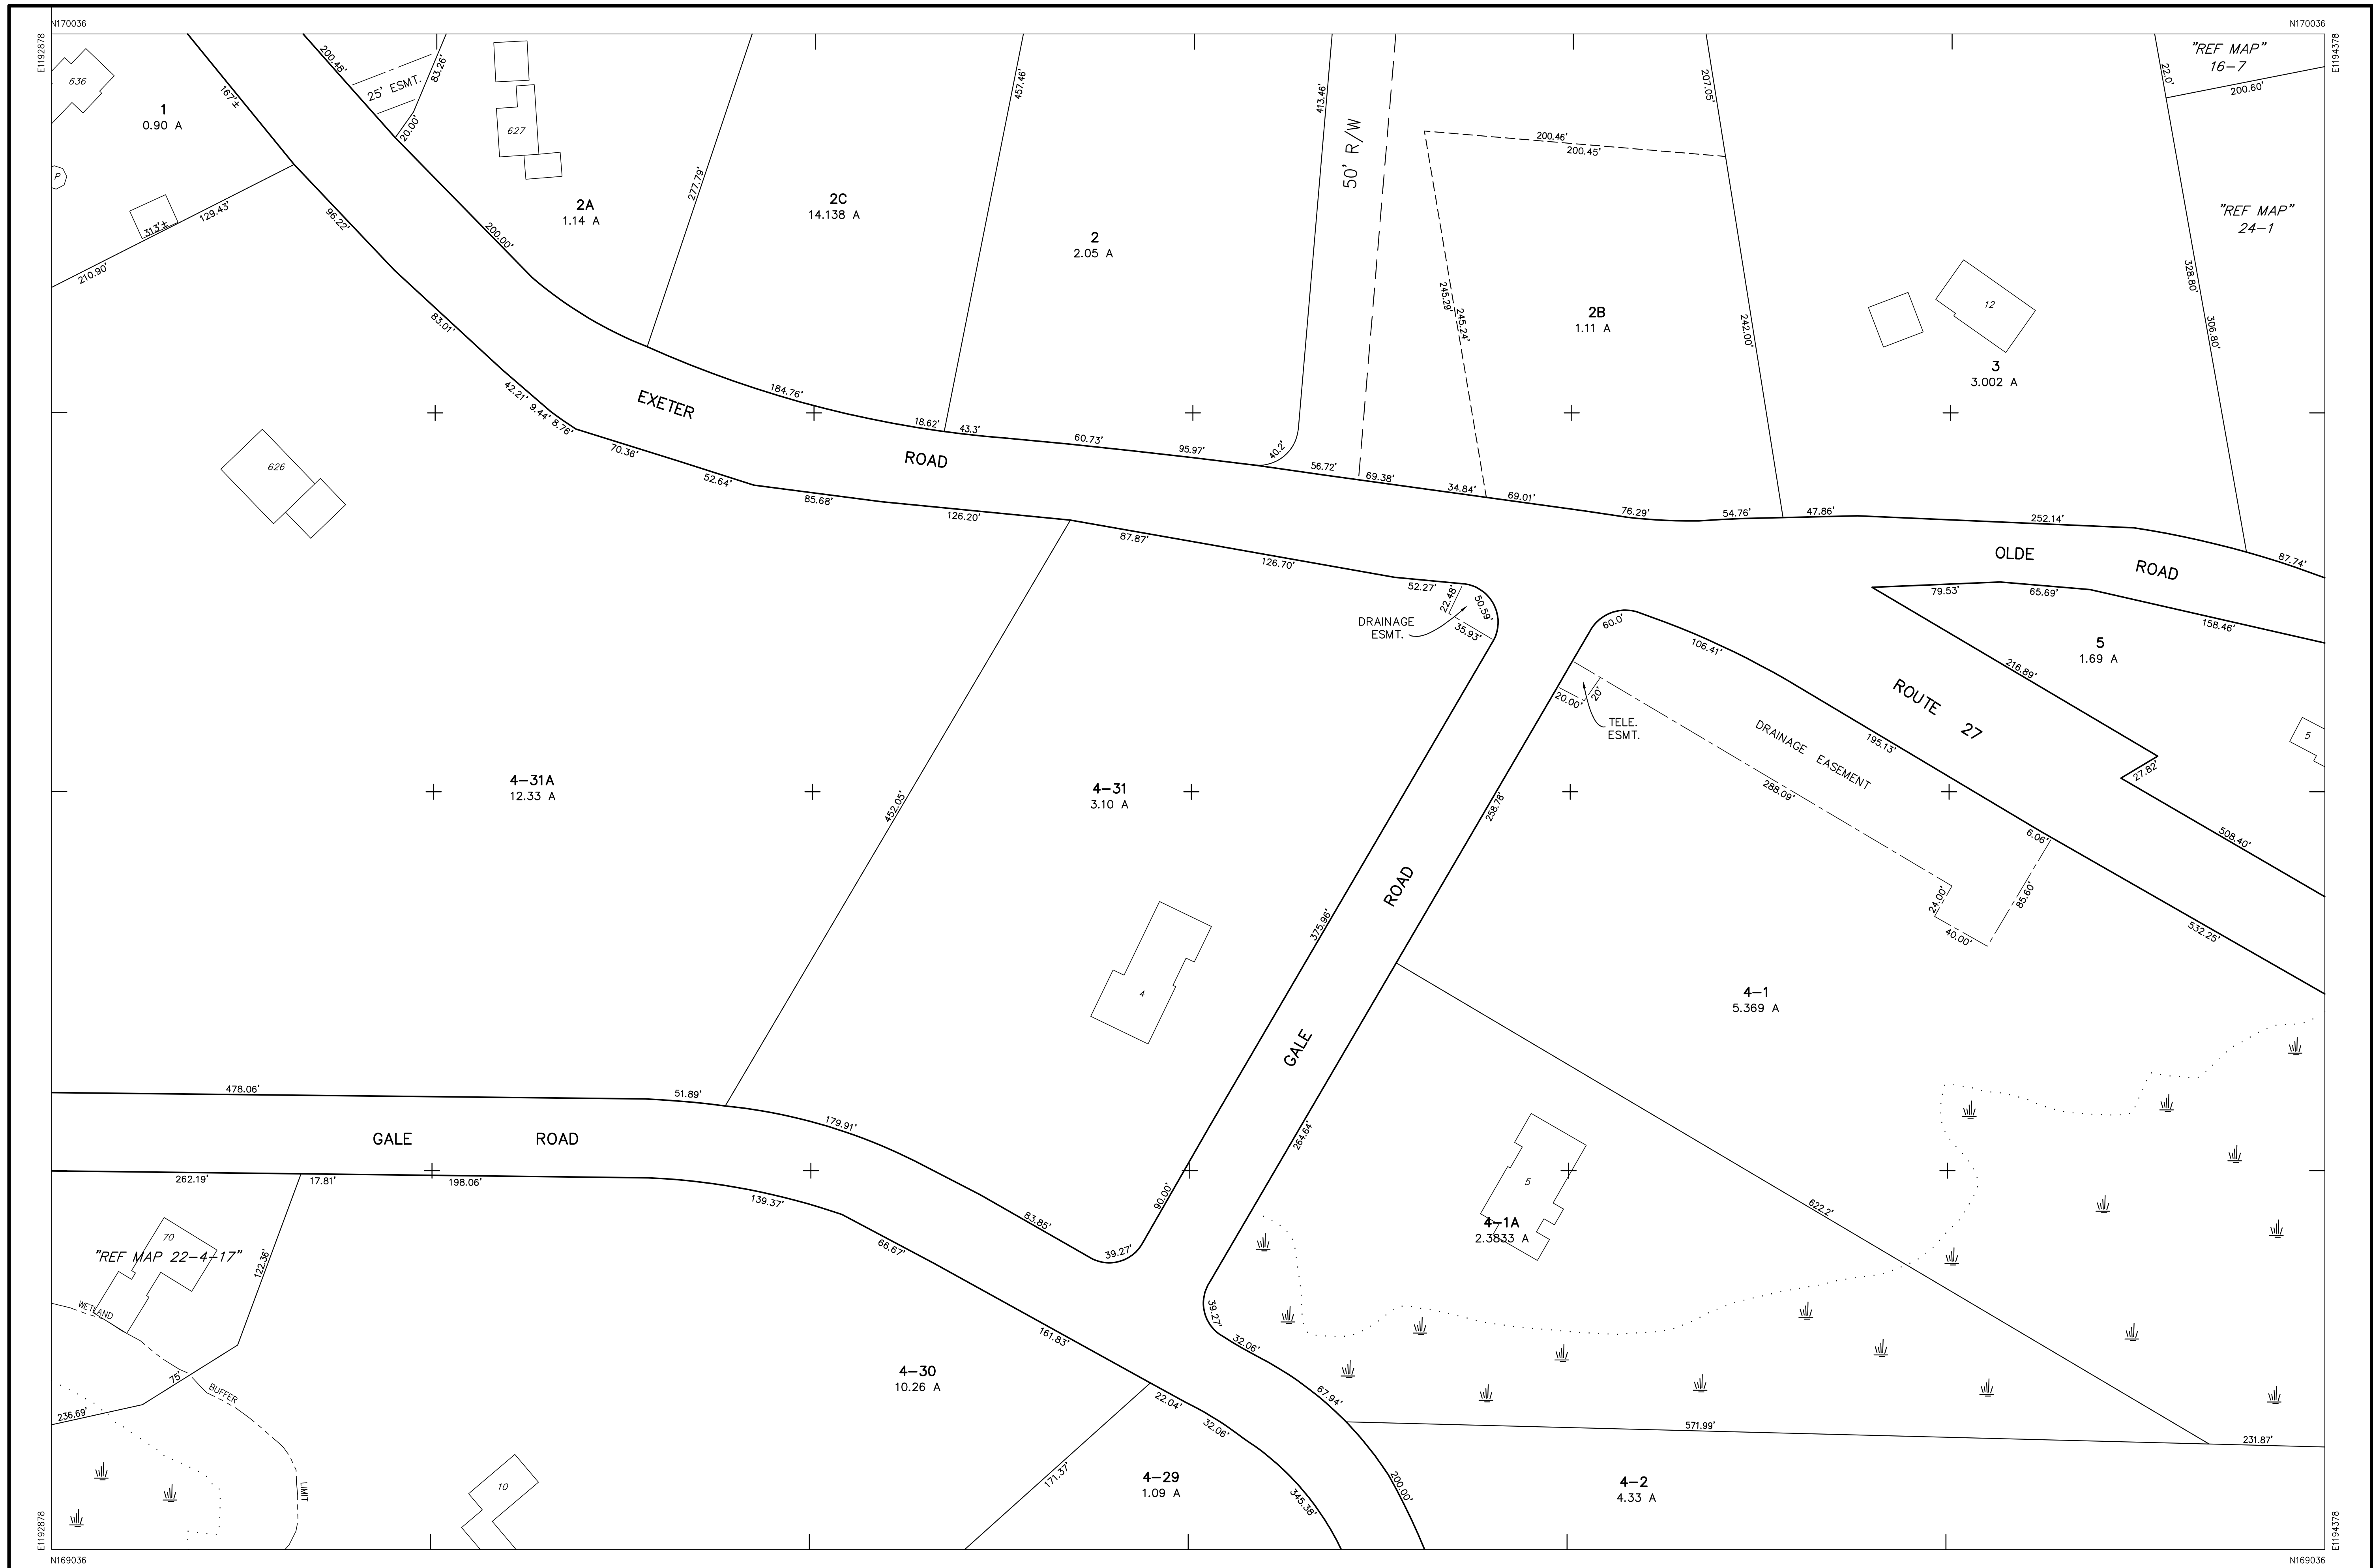 N170036
N170036
E1192878
E1194378
636
1
0.90 A
167'±
200.48'
25' ESMT.
83.26'
20.00'
627
P
313'±
129.43'
210.90'
96.22'
200.00'
2A
1.14 A
277.79'
2C
14.138 A
457.46'
2
2.05 A
413.46'
50' R/W
200.46'
200.45'
207.05'
22.0'
"REF MAP"
16-7
200.60'
"REF MAP"
24-1
245.29'
245.24'
2B
1.11 A
242.00'
12
3
3.002 A
328.80'
306.80'
83.01'
42.21'
9.44'
8.76'
EXETER
184.76'
18.62'
43.3'
60.73'
95.97'
40.2'
ROAD
70.36'
52.64'
85.68'
126.20'
56.72'
69.38'
34.84'
69.01'
76.29'
54.76'
47.86'
252.14'
87.74'
626
87.87'
126.70'
52.27'
22.48'
50.59'
35.93'
DRAINAGE
ESMT.
60.0'
106.41'
OLDE
ROAD
79.53'
65.69'
158.46'
5
1.69 A
216.89'
ROUTE 27
20.00'
20'
TELE.
ESMT.
DRAINAGE EASEMENT
195.13'
288.09'
27.82'
5
508.40'
6.06'
4-31A
12.33 A
452.05'
4-31
3.10 A
258.78'
24.00'
40.00'
85.60'
532.25'
375.96'
ROAD
GALE
4
4-1
5.369 A
478.06'
51.89'
179.91'
GALE ROAD
262.19'
17.81'
198.06'
139.37'
66.67'
83.85'
90.00'
39.27'
264.64'
5
4-1A
2.3833 A
622.2'
70
"REF MAP 22-4-17"
122.36'
WETLAND
BUFFER
LIMIT
75'
236.69'
161.83'
39.27'
32.06'
67.94'
4-30
10.26 A
22.04'
32.06'
571.99'
231.87'
10
171.37'
4-29
1.09 A
345.38'
200.00'
4-2
4.33 A
E1192878
E1194378
N169036
N169036